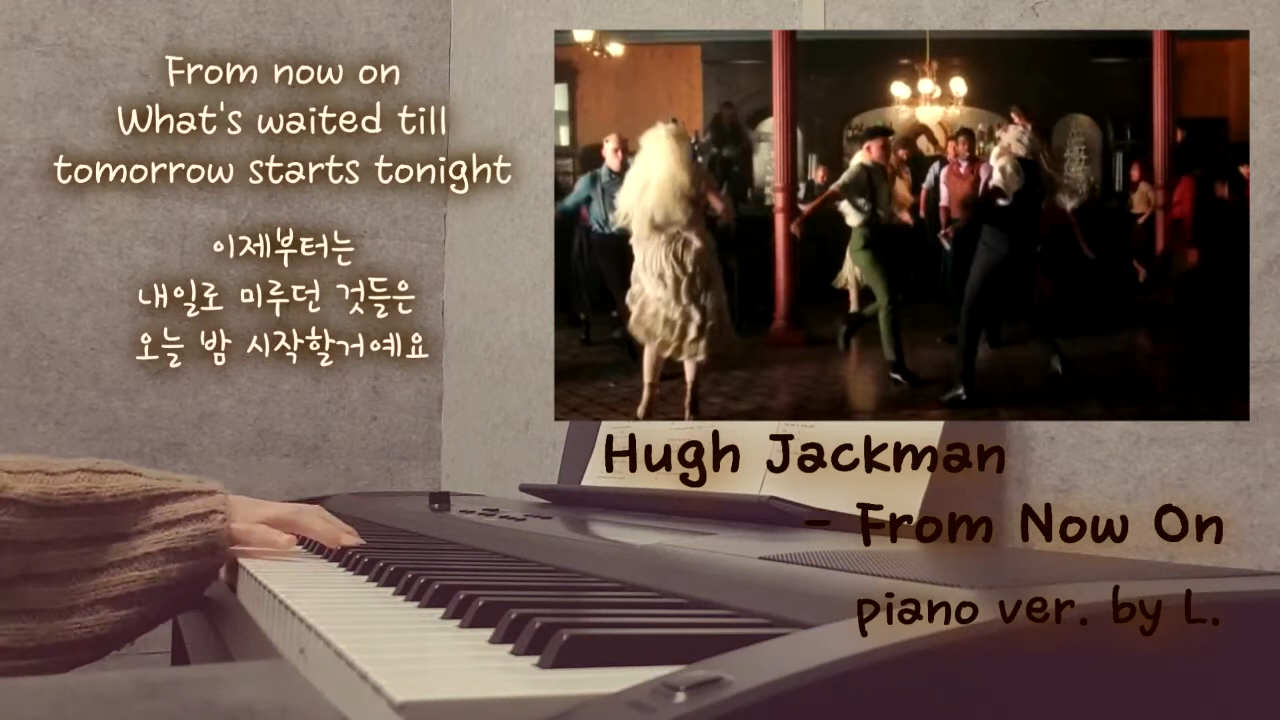 From now on
What's waited till
tomorrow starts tonight
이제부터는
내일로 미루던 것들은
오늘 밤 시작할거예요
Hugh Jackman
- From Now On
piano ver. by L.